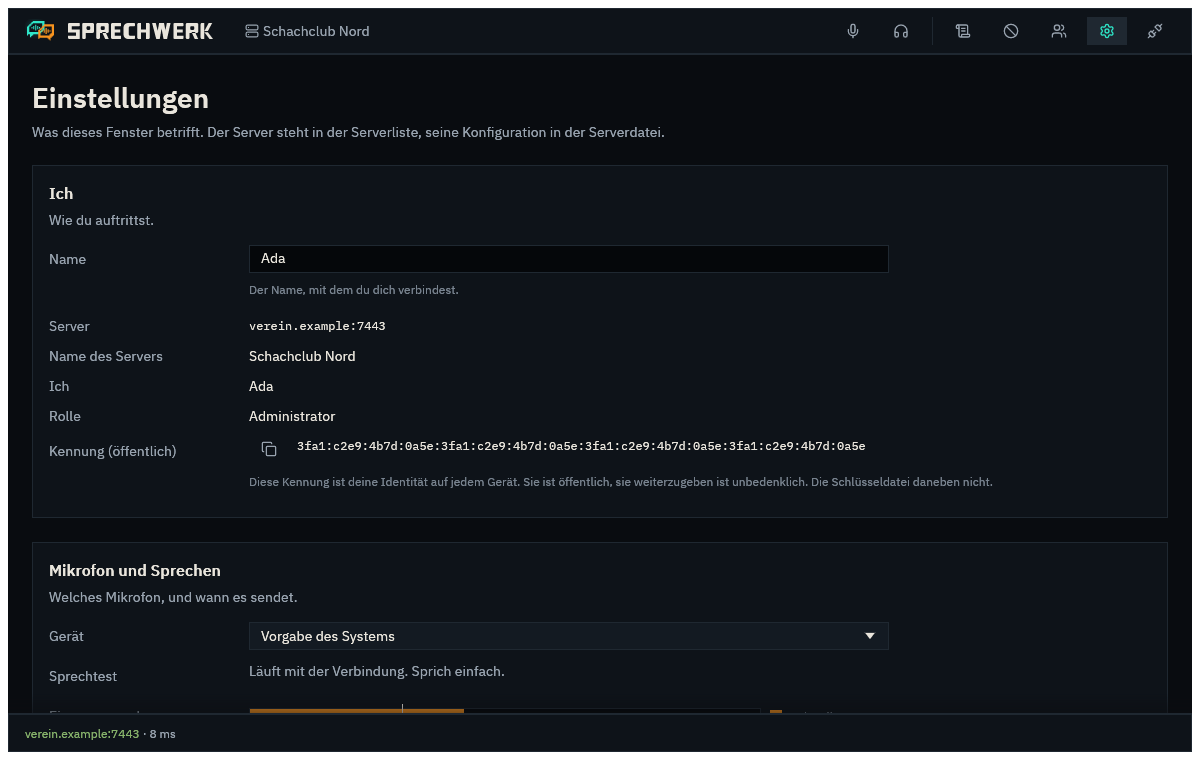 SPRECHWERK
Schachclub Nord
Einstellungen
Was dieses Fenster betrifft. Der Server steht in der Serverliste, seine Konfiguration in der Serverdatei.
Ich
Wie du auftrittst.
Name
Ada
Der Name, mit dem du dich verbindest.
Server
verein.example:7443
Name des Servers
Schachclub Nord
Ich
Ada
Rolle
Administrator
Kennung (öffentlich)
3fa1:c2e9:4b7d:0a5e:3fa1:c2e9:4b7d:0a5e:3fa1:c2e9:4b7d:0a5e:3fa1:c2e9:4b7d:0a5e
Diese Kennung ist deine Identität auf jedem Gerät. Sie ist öffentlich, sie weiterzugeben ist unbedenklich. Die Schlüsseldatei daneben nicht.
Mikrofon und Sprechen
Welches Mikrofon, und wann es sendet.
Gerät
Vorgabe des Systems
Sprechtest
Läuft mit der Verbindung. Sprich einfach.
verein.example:7443 · 8 ms